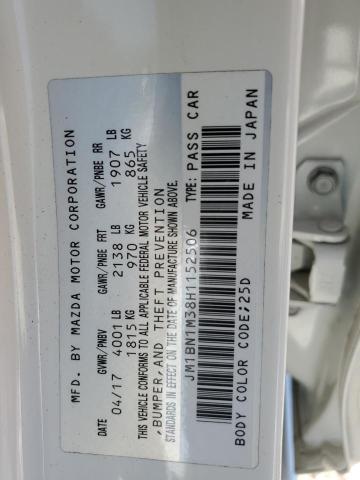 MFD. BY MAZDA MOTOR CORPORATION
GVWR/PNBV GAWR/PNBE FRT GAWR/PNBE RR
04/17 4001 LB 2138 LB 1907 LB
1815 KG 970 KG 865 KG
THIS VEHICLE CONFORMS TO ALL APPLICABLE FEDERAL MOTOR VEHICLE SAFETY
,BUMPER,AND THEFT PREVENTION
STANDARDS IN EFFECT ON THE DATE OF MANUFACTURE SHOWN ABOVE.
JM1BN1M38H1152506 TYPE: PASS CAR
BODY COLOR CODE;25D MADE IN JAPAN